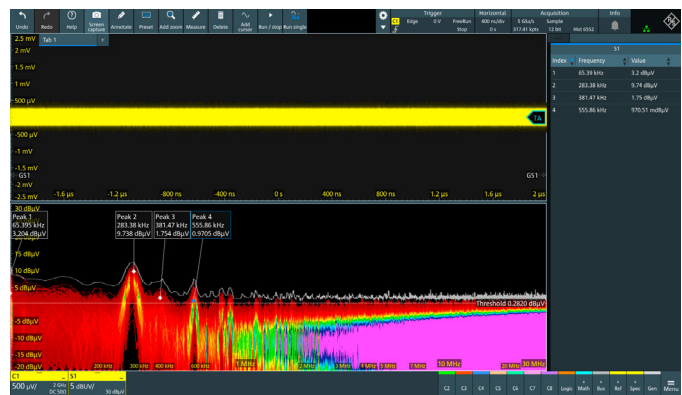 Undo
Redo
Help
Screen capture
Annotate
Preset
Add zoom
Measure
Delete
Add cursor
Run / stop
Run single
Trigger
C1 Edge 0 V FreeRun
Stop
Horizontal
400 ns/div 5 GSa/s
0 s 317.41 kpts
Acquisition
Sample
12 bit Hist 6552
Info
2.5 mV Tab 1 +
2 mV
1.5 mV
1 mV
500 µV
TA
-500 µV
-1 mV
-1.5 mV
GS1 GS1
-2 mV
-2.5 mV -1.6 µs -1.2 µs -800 ns -400 ns 0 s 400 ns 800 ns 1.2 µs 1.6 µs 2 µs
S1
Index Frequency Value
1 65.39 kHz 3.2 dBµV
2 283.38 kHz 9.74 dBµV
3 381.47 kHz 1.75 dBµV
4 555.86 kHz 970.51 mdBµV
30 dBµV
Peak 1 Peak 2 Peak 3 Peak 4
65.395 kHz 283.38 kHz 381.47 kHz 555.86 kHz
3.204 dBµV 9.738 dBµV 1.754 dBµV 0.9705 dBµV
15 dBµV
10 dBµV
5 dBµV
Threshold 0.2820 dBµV
-5 dBµV
-10 dBµV
-15 dBµV
-20 dBµV 200 kHz 300 kHz 400 kHz 600 kHz 1 MHz 2 MHz 3 MHz 4 MHz 5 MHz 7 MHz 10 MHz 20 MHz 30 MHz
C1 S1
500 µV/ 2 GHz
DC 50Ω 5 dBUV/ 50 dBµV
C2 C3 C4 C5 C6 C7 C8 Logic Math Bus Ref Spec Gen Menu